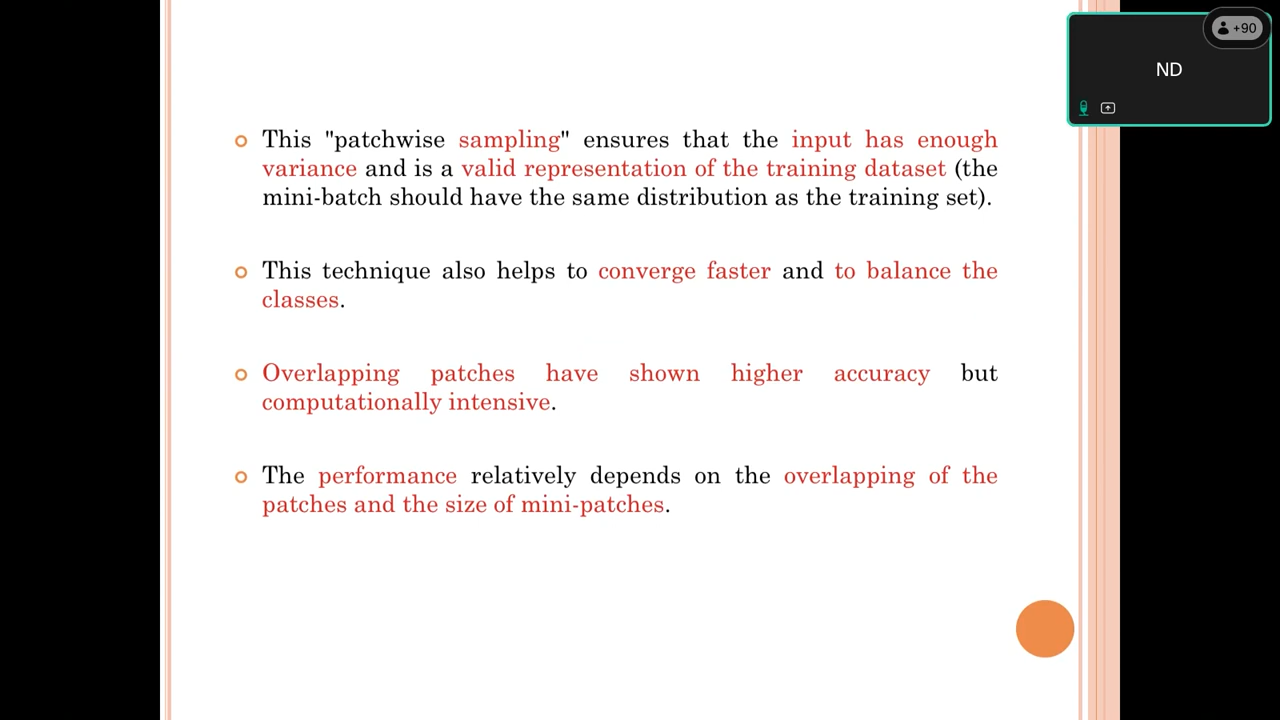 +90
ND
This "patchwise sampling" ensures that the input has enough
variance and is a valid representation of the training dataset (the
mini-batch should have the same distribution as the training set).
This technique also helps to converge faster and to balance the
classes.
Overlapping patches have shown higher accuracy but
computationally intensive.
The performance relatively depends on the overlapping of the
patches and the size of mini-patches.